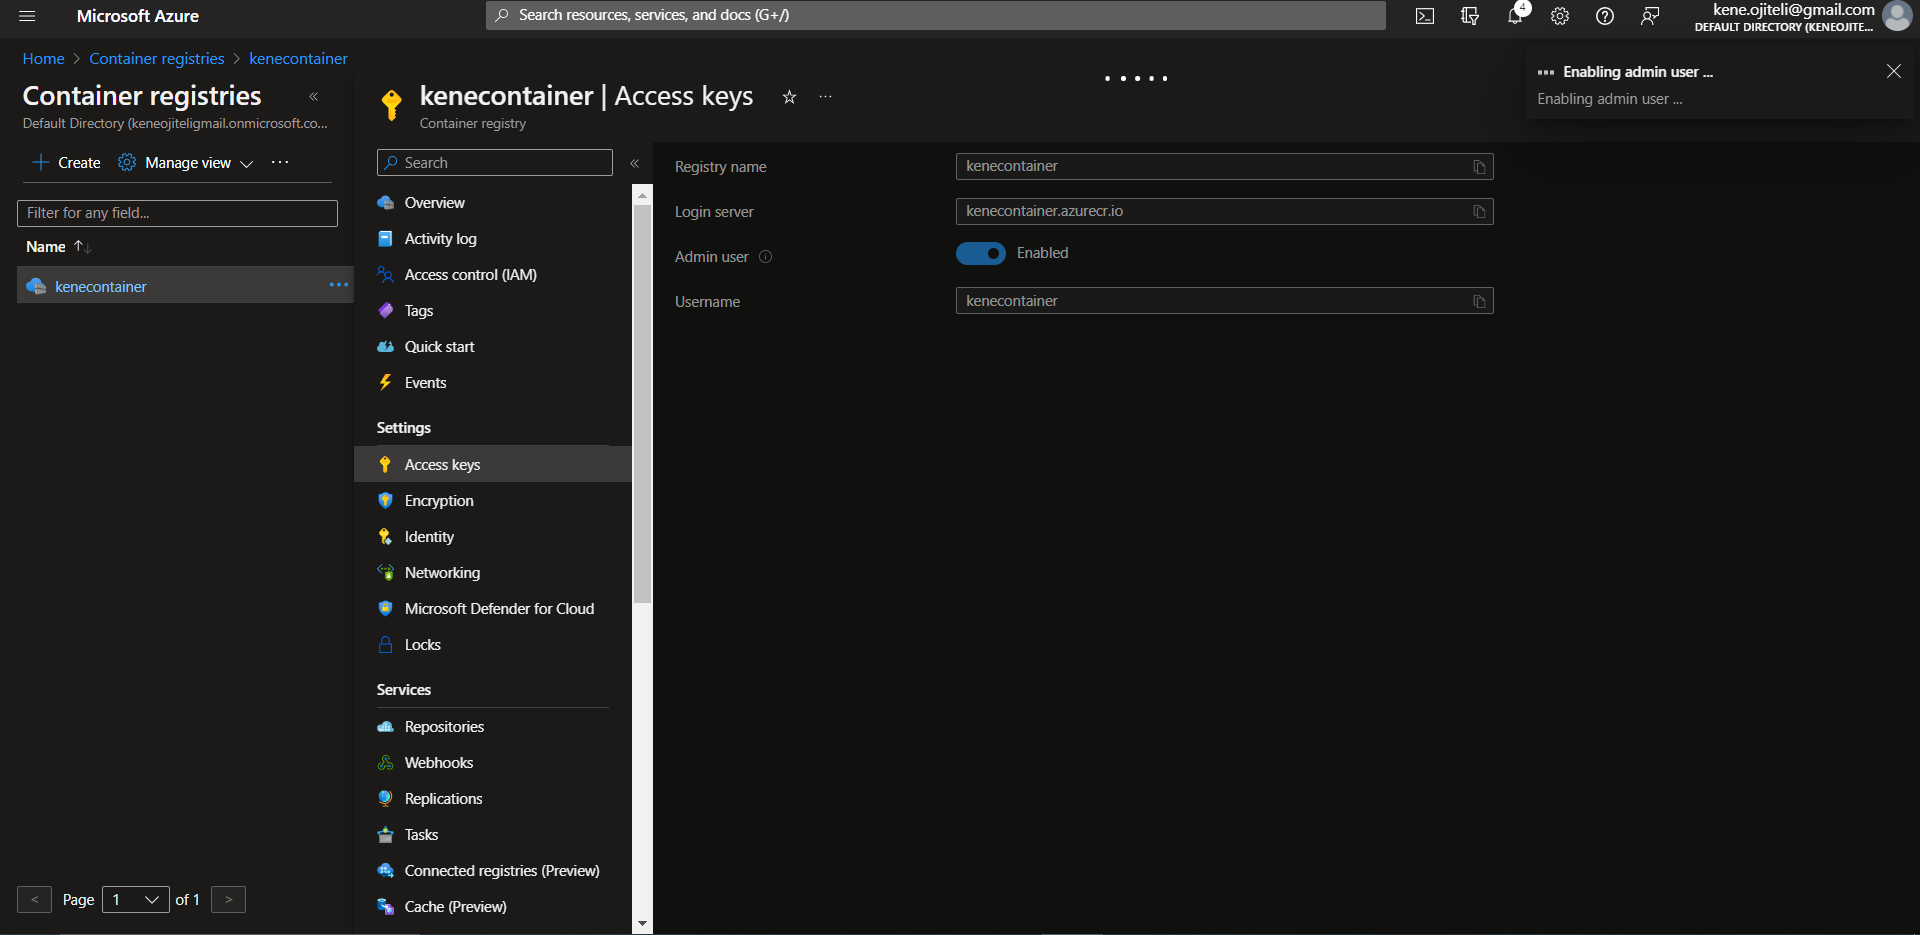 Microsoft Azure
Search resources, services, and docs (G+/)
4
kene.ojiteli@gmail.com
DEFAULT DIRECTORY (KENEOJITE...
Home > Container registries > kenecontainer
Enabling admin user ...
Enabling admin user ...
Container registries
Default Directory (keneojiteligmail.onmicrosoft.co...
Create
Manage view
Filter for any field...
Name
kenecontainer
< Page 1 of 1 >
kenecontainer | Access keys
Container registry
Search
Overview
Activity log
Access control (IAM)
Tags
Quick start
Events
Settings
Access keys
Encryption
Identity
Networking
Microsoft Defender for Cloud
Locks
Services
Repositories
Webhooks
Replications
Tasks
Connected registries (Preview)
Cache (Preview)
Registry name kenecontainer
Login server kenecontainer.azurecr.io
Admin user Enabled
Username kenecontainer